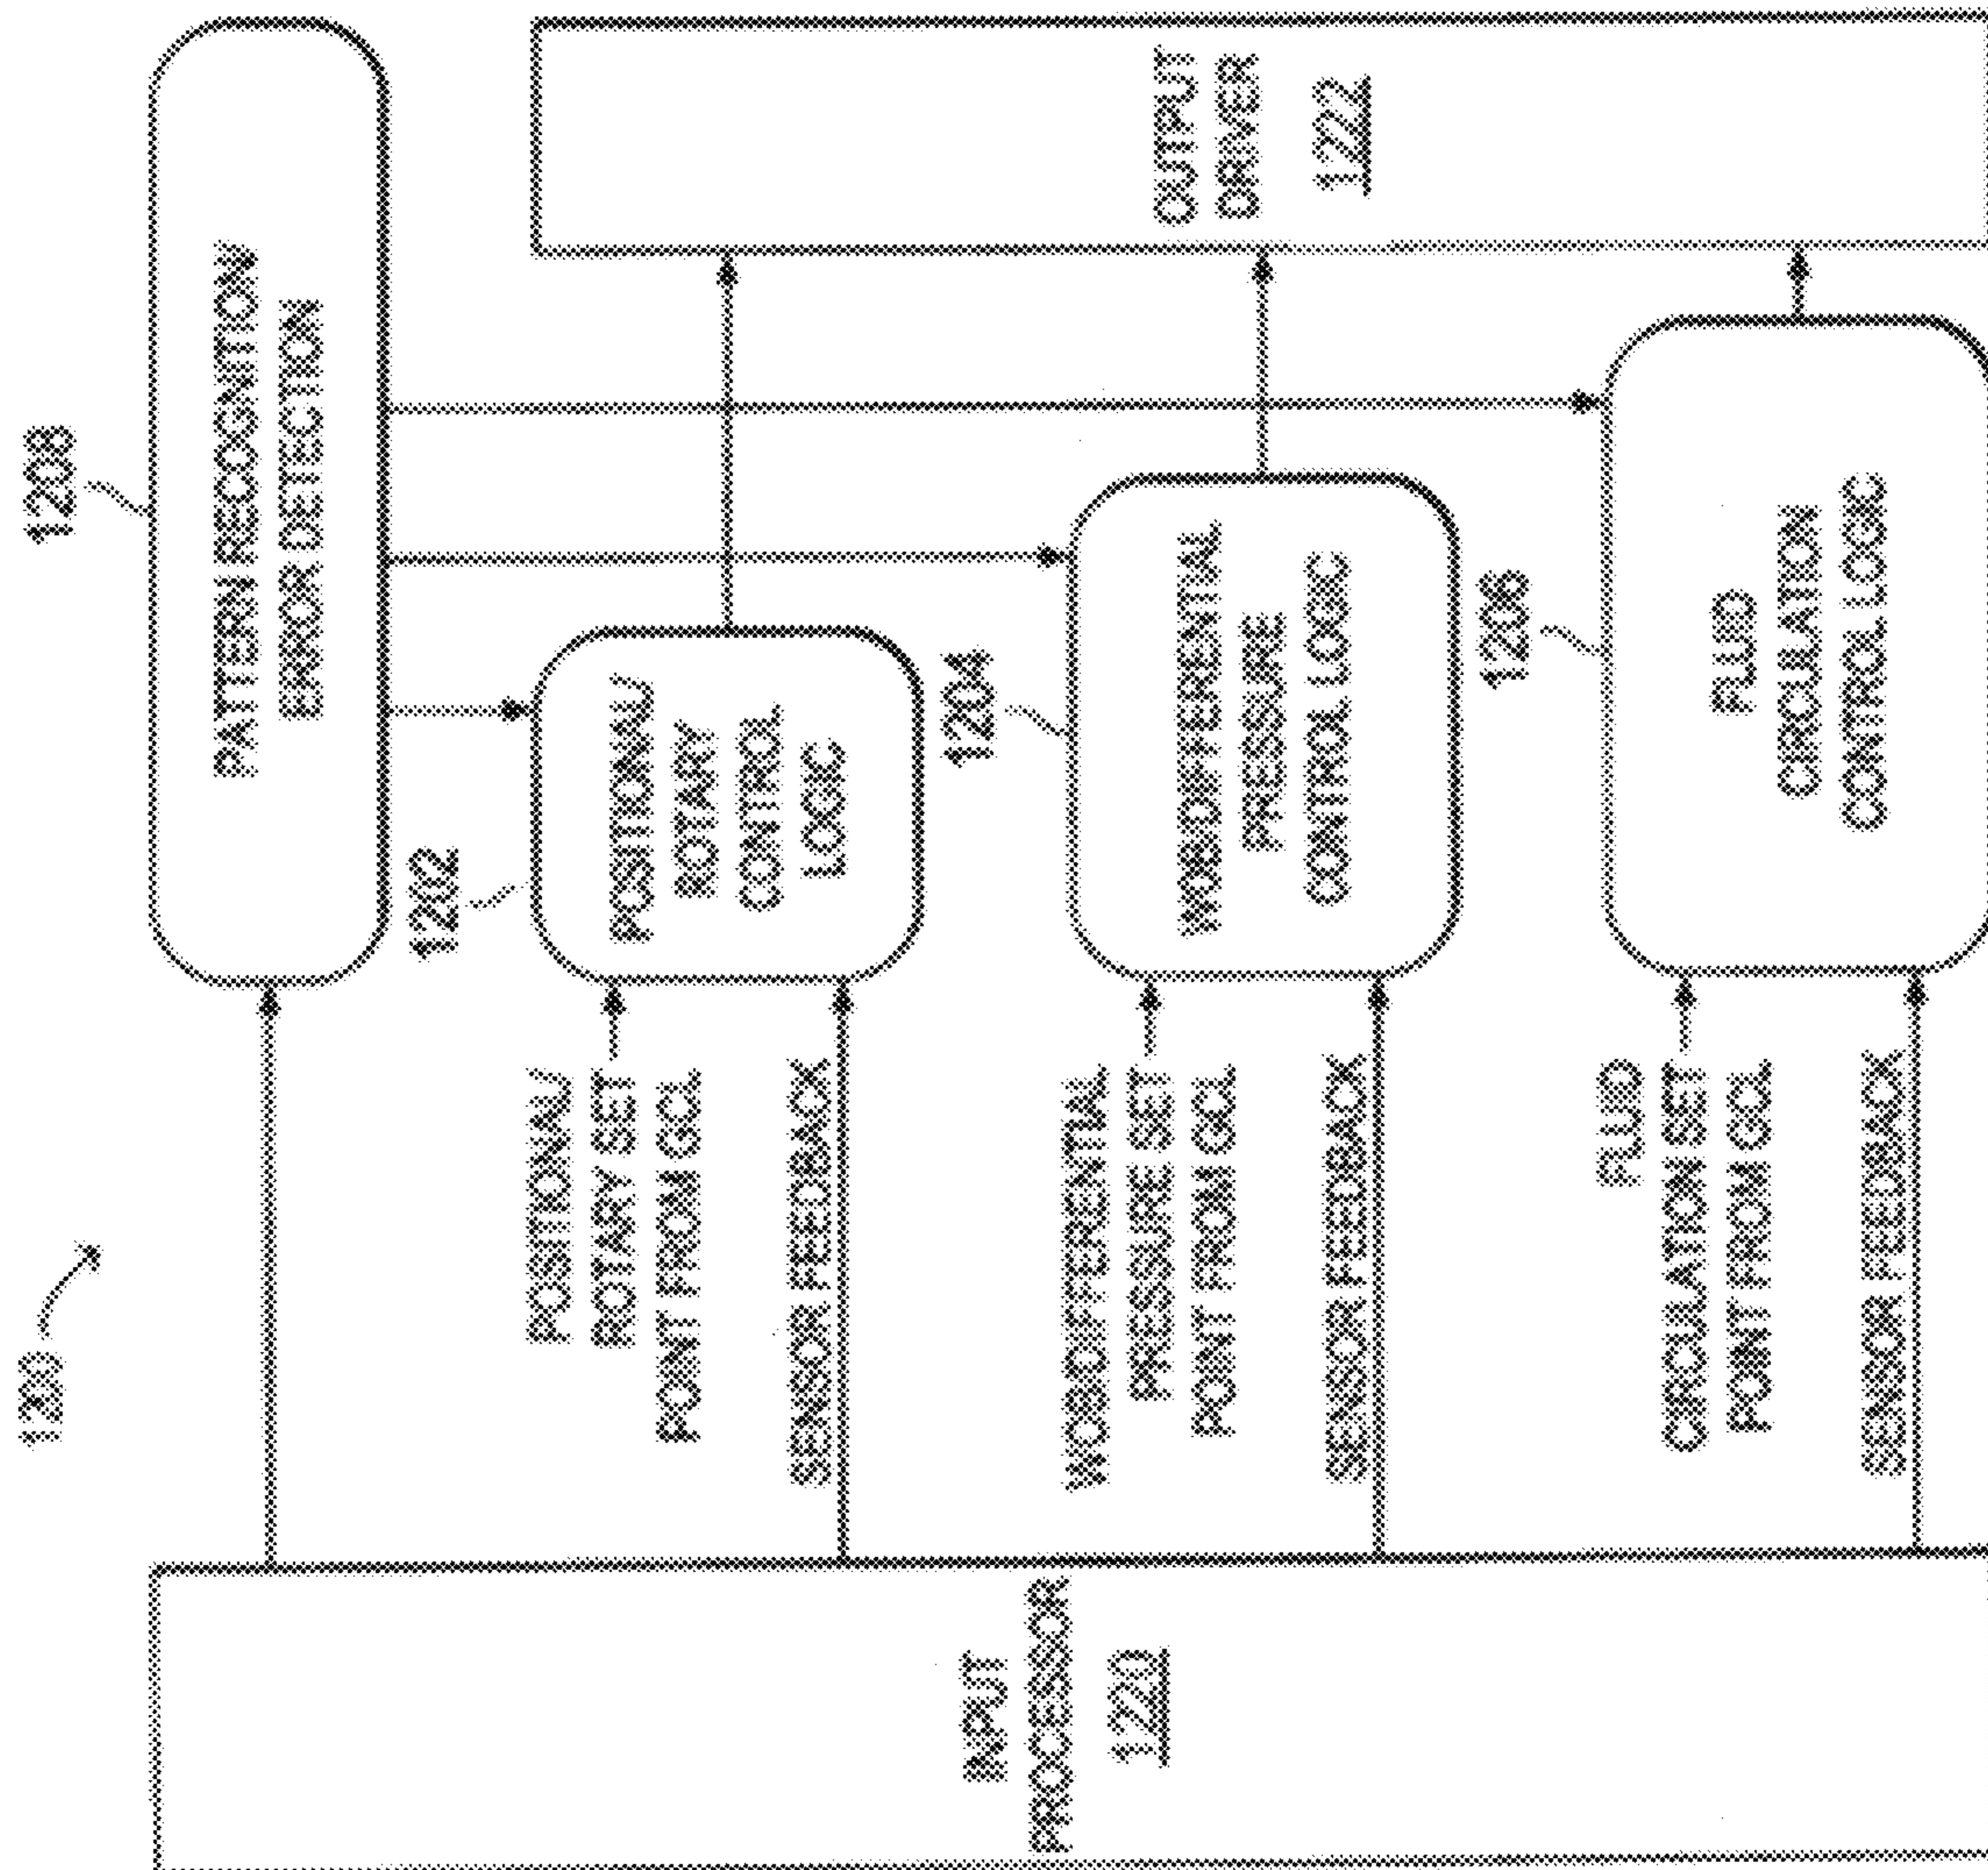 1200
1208
PATTERN RECOGNITION
ERROR DETECTION
1202
POSITIONAL/
ROTARY SET
POINT FROM GCL
SENSOR FEEDBACK
POSITIONAL/
ROTARY
CONTROL
LOGIC
1204
WOB/DIFFERENTIAL
PRESSURE SET
POINT FROM GCL
SENSOR FEEDBACK
WOB/DIFFERENTIAL
PRESSURE
CONTROL LOGIC
1206
FLUID
CIRCULATION SET
POINT FROM GCL
SENSOR FEEDBACK
FLUID
CIRCULATION
CONTROL LOGIC
INPUT
PROCESSOR
1220
OUTPUT
DRIVER
1222